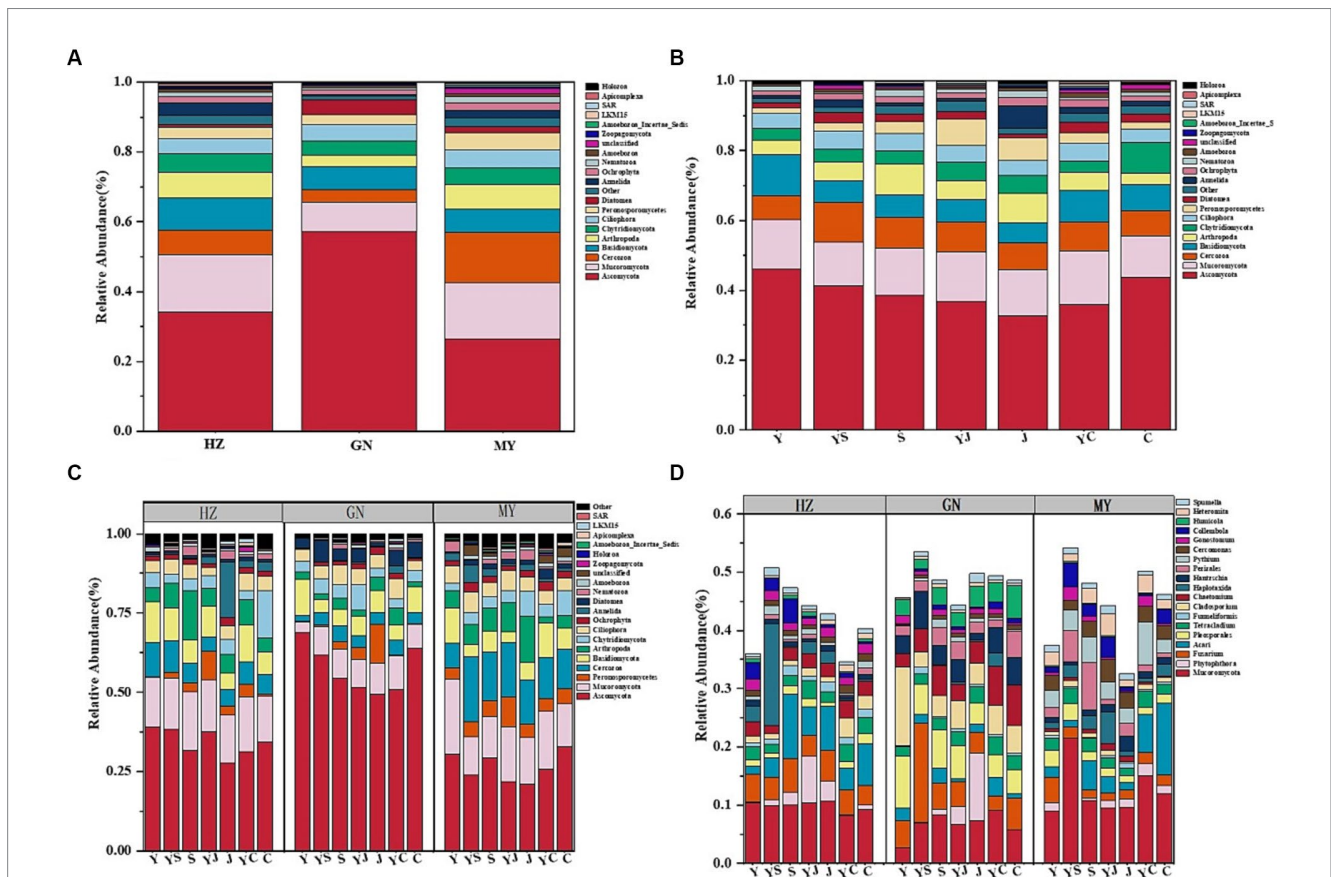 A
Relative Abundance(%)
1.0
0.8
0.6
0.4
0.2
0.0
HZ
GN
MY
Holozoa
Apicomplexa
SAR
LKM15
Amoebozoa_Incertae_Sedis
Zoopagomycota
unclassified
Amoebozoa
Nematozoa
Ochrophyta
Annelida
Other
Diatomea
Peronosporomycetes
Ciliophora
Chytridiomycota
Arthropoda
Basidiomycota
Cercozoa
Mucoromycota
Ascomycota
B
Relative Abundance(%)
1.0
0.8
0.6
0.4
0.2
0.0
Y
YS
S
YJ
J
YC
C
Holozoa
Apicomplexa
SAR
LKM15
Amoebozoa_Incertae_S
Zoopagomycota
unclassified
Amoebozoa
Nematozoa
Ochrophyta
Annelida
Other
Diatomea
Peronosporomycetes
Ciliophora
Chytridiomycota
Arthropoda
Basidiomycota
Cercozoa
Mucoromycota
Ascomycota
C
Relative Abundance(%)
1.00
0.75
0.50
0.25
0.00
HZ
GN
MY
Y YS S YJ J YC C
Y YS S YJ J YC C
Y YS S YJ J YC C
Other
SAR
LKM15
Apicomplexa
Amoebozoa_Incertae_Sedis
Holozoa
Zoopagomycota
unclassified
Amoebozoa
Nematozoa
Diatomea
Annelida
Ochrophyta
Ciliophora
Chytridiomycota
Arthropoda
Basidiomycota
Cercozoa
Peronosporomycetes
Mucoromycota
Ascomycota
D
Relative Abundance(%)
0.6
0.5
0.4
0.3
0.2
0.1
0.0
HZ
GN
MY
Y YS S YJ J YC C
Y YS S YJ J YC C
Y YS S YJ J YC C
Spumella
Heteromita
Humicola
Collembola
Gonostomum
Cercomonas
Pythium
Pezizales
Hantzschia
Haplotaxida
Chaetomium
Cladosporium
Funneliformis
Tetracladium
Pleosporales
Acari
Fusarium
Phytophthora
Mucoromycota